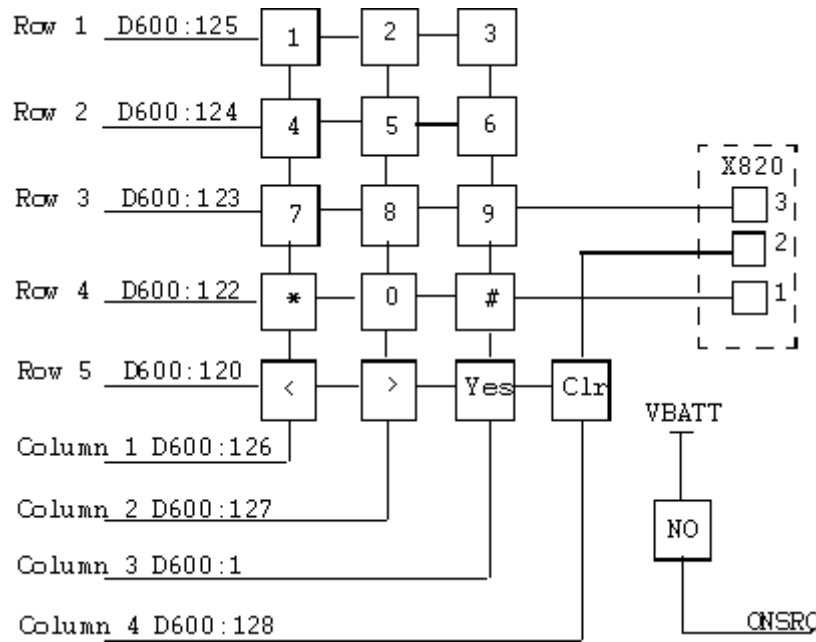 Row 1 D600:125 1 2 3
Row 2 D600:124 4 5 6
X820
Row 3 D600:123 7 8 9 3
2
Row 4 D600:122 * 0 # 1
Row 5 D600:120 < > Yes Clr
VBATT
Column 1 D600:126
Column 2 D600:127
NO
Column 3 D600:1
Column 4 D600:128